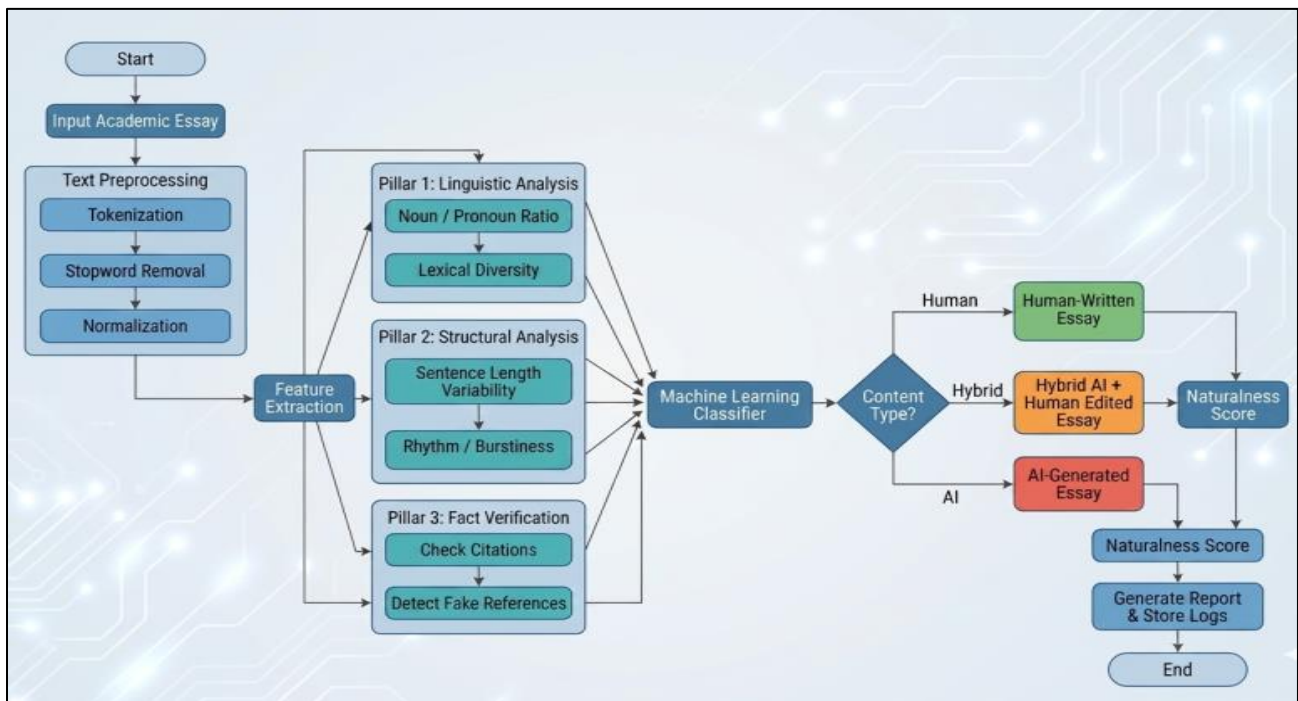 Start
Input Academic Essay
Text Preprocessing
Tokenization
Stopword Removal
Normalization
Feature
Extraction
Pillar 1: Linguistic Analysis
Noun / Pronoun Ratio
Lexical Diversity
Pillar 2: Structural Analysis
Sentence Length
Variability
Rhythm / Burstiness
Pillar 3: Fact Verification
Check Citations
Detect Fake References
Machine Learning
Classifier
Content
Type?
Human
Human-Written
Essay
Hybrid
Hybrid AI +
Human Edited
Essay
AI
AI-Generated
Essay
Naturalness
Score
Naturalness Score
Generate Report
& Store Logs
End